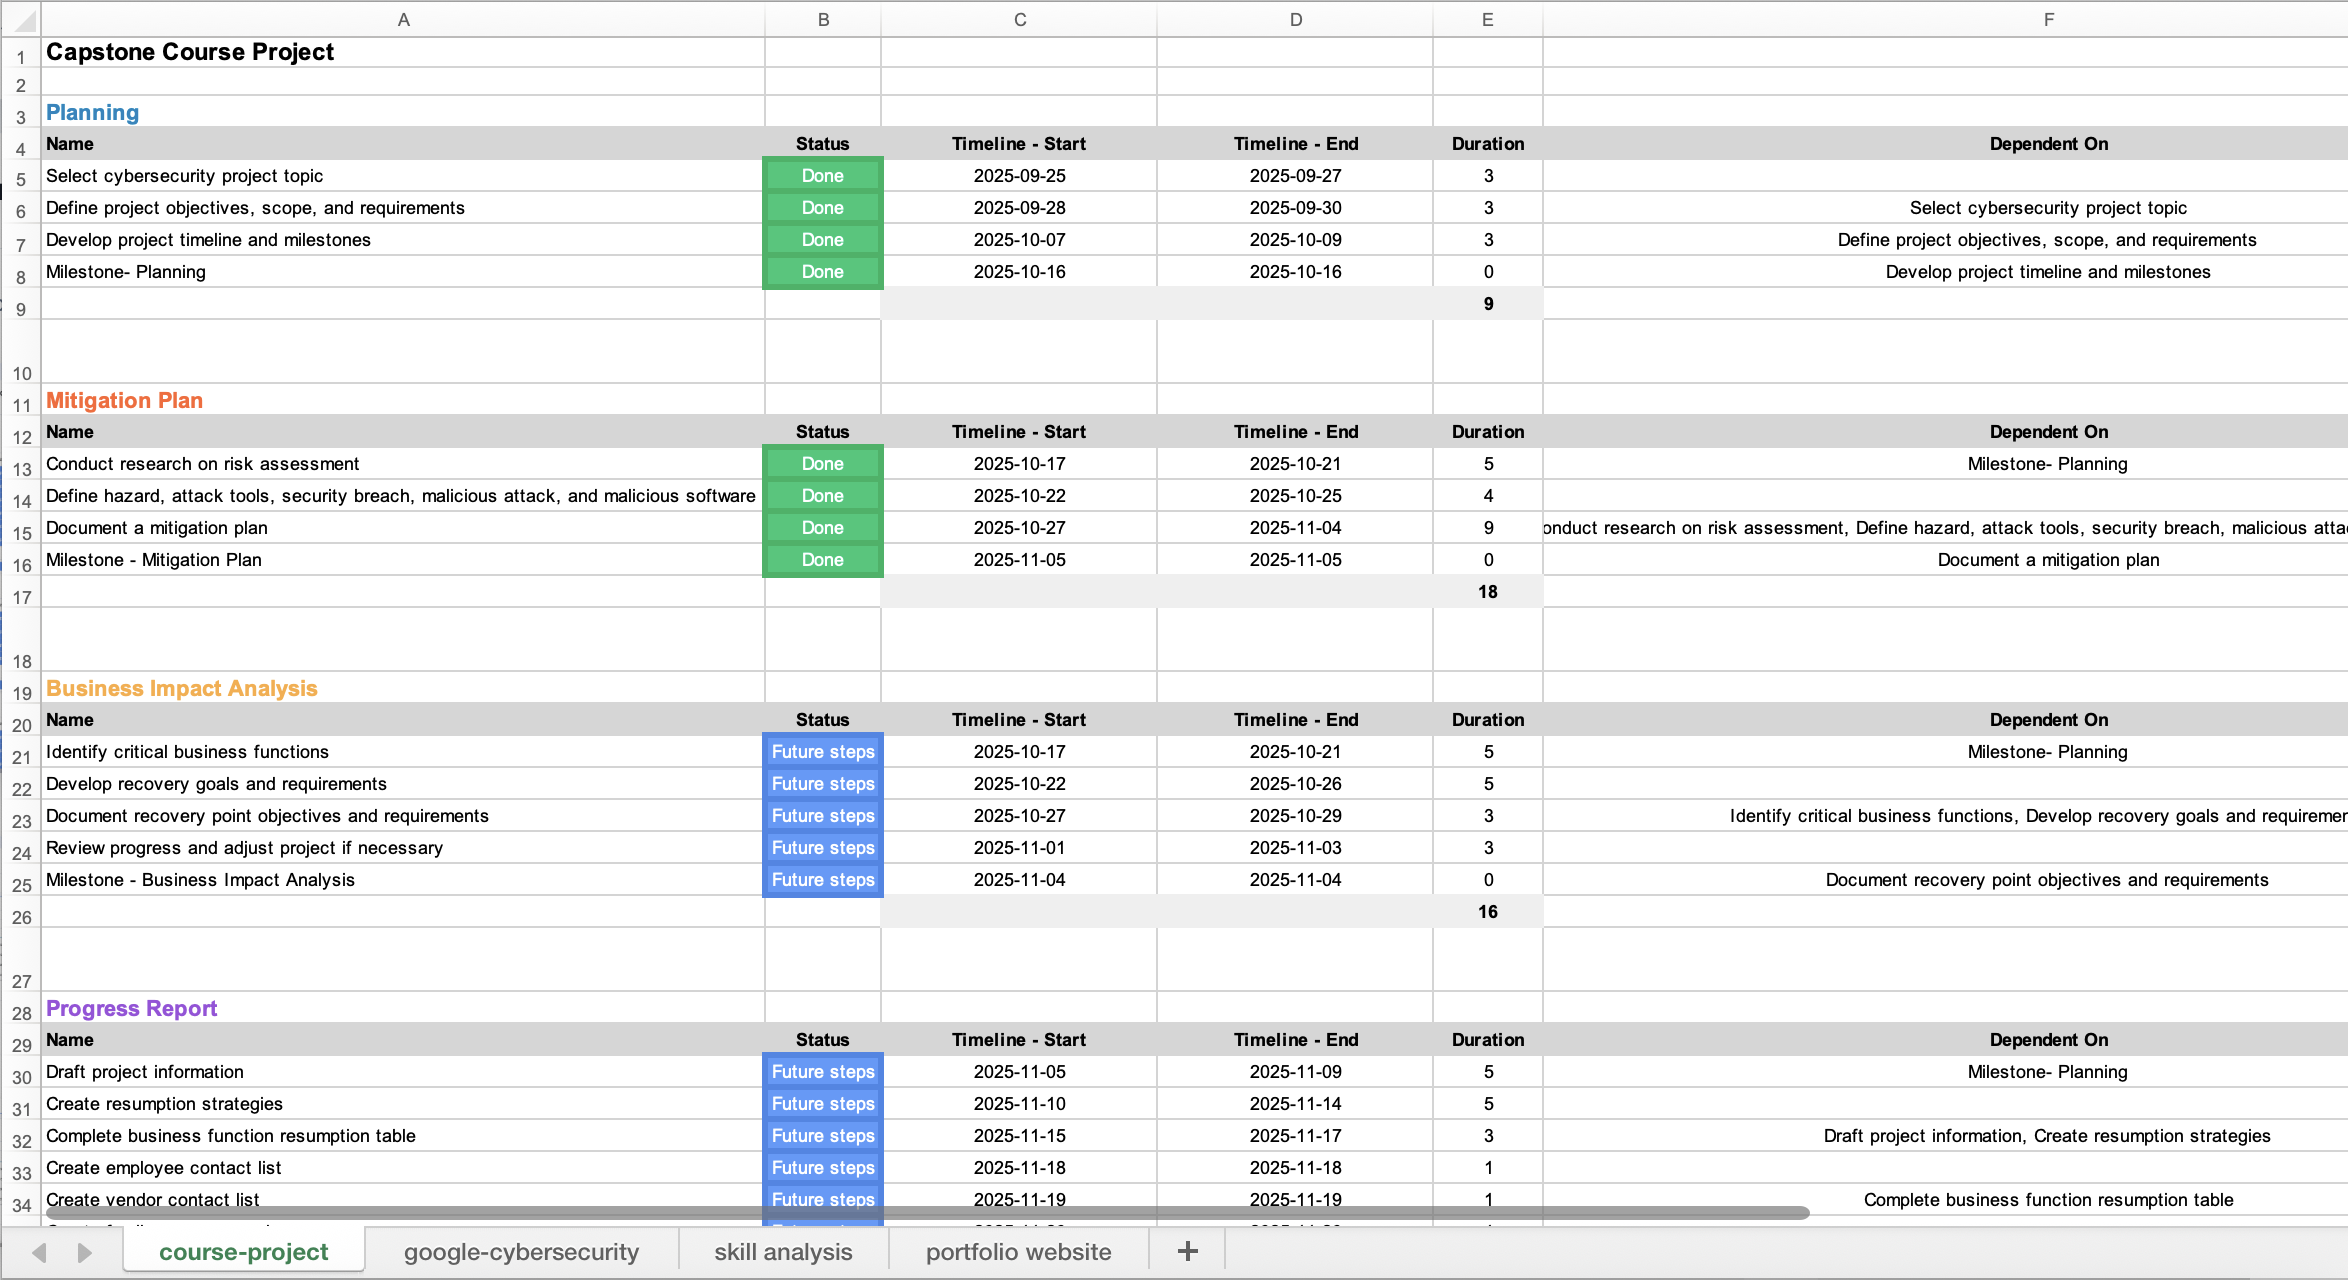 A B C D E F
1 Capstone Course Project
2
3 Planning
4 Name Status Timeline - Start Timeline - End Duration Dependent On
5 Select cybersecurity project topic Done 2025-09-25 2025-09-27 3
6 Define project objectives, scope, and requirements Done 2025-09-28 2025-09-30 3 Select cybersecurity project topic
7 Develop project timeline and milestones Done 2025-10-07 2025-10-09 3 Define project objectives, scope, and requirements
8 Milestone- Planning Done 2025-10-16 2025-10-16 0 Develop project timeline and milestones
9 9
10
11 Mitigation Plan
12 Name Status Timeline - Start Timeline - End Duration Dependent On
13 Conduct research on risk assessment Done 2025-10-17 2025-10-21 5 Milestone- Planning
14 Define hazard, attack tools, security breach, malicious attack, and malicious software Done 2025-10-22 2025-10-25 4
15 Document a mitigation plan Done 2025-10-27 2025-11-04 9 onduct research on risk assessment, Define hazard, attack tools, security breach, malicious atta
16 Milestone - Mitigation Plan Done 2025-11-05 2025-11-05 0 Document a mitigation plan
17 18
18
19 Business Impact Analysis
20 Name Status Timeline - Start Timeline - End Duration Dependent On
21 Identify critical business functions Future steps 2025-10-17 2025-10-21 5 Milestone- Planning
22 Develop recovery goals and requirements Future steps 2025-10-22 2025-10-26 5
23 Document recovery point objectives and requirements Future steps 2025-10-27 2025-10-29 3 Identify critical business functions, Develop recovery goals and requiremen
24 Review progress and adjust project if necessary Future steps 2025-11-01 2025-11-03 3
25 Milestone - Business Impact Analysis Future steps 2025-11-04 2025-11-04 0 Document recovery point objectives and requirements
26 16
27
28 Progress Report
29 Name Status Timeline - Start Timeline - End Duration Dependent On
30 Draft project information Future steps 2025-11-05 2025-11-09 5 Milestone- Planning
31 Create resumption strategies Future steps 2025-11-10 2025-11-14 5
32 Complete business function resumption table Future steps 2025-11-15 2025-11-17 3 Draft project information, Create resumption strategies
33 Create employee contact list Future steps 2025-11-18 2025-11-18 1
34 Create vendor contact list Future steps 2025-11-19 2025-11-19 1 Complete business function resumption table
course-project google-cybersecurity skill analysis portfolio website +